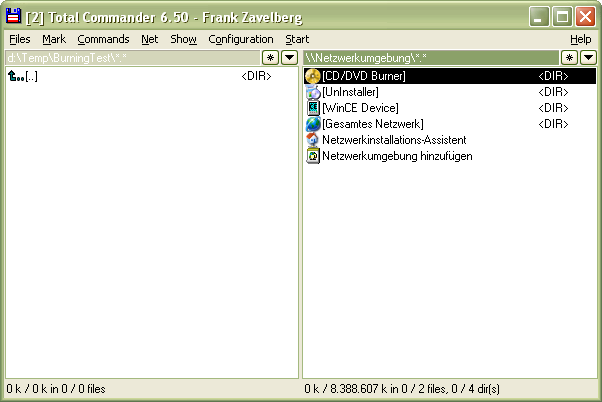 [2] Total Commander 6.50 - Frank Zavelberg
Files Mark Commands Net Show Configuration Start Help
d:\Temp\BurningTest\*.* * \\Netzwerkumgebung\*.* *
[..] <DIR>
[CD/DVD Burner] <DIR>
[UnInstaller] <DIR>
[WinCE Device] <DIR>
[Gesamtes Netzwerk] <DIR>
Netzwerkinstallations-Assistent
Netzwerkumgebung hinzufügen
0 k / 0 k in 0 / 0 files
0 k / 8.388.607 k in 0 / 2 files, 0 / 4 dir(s)